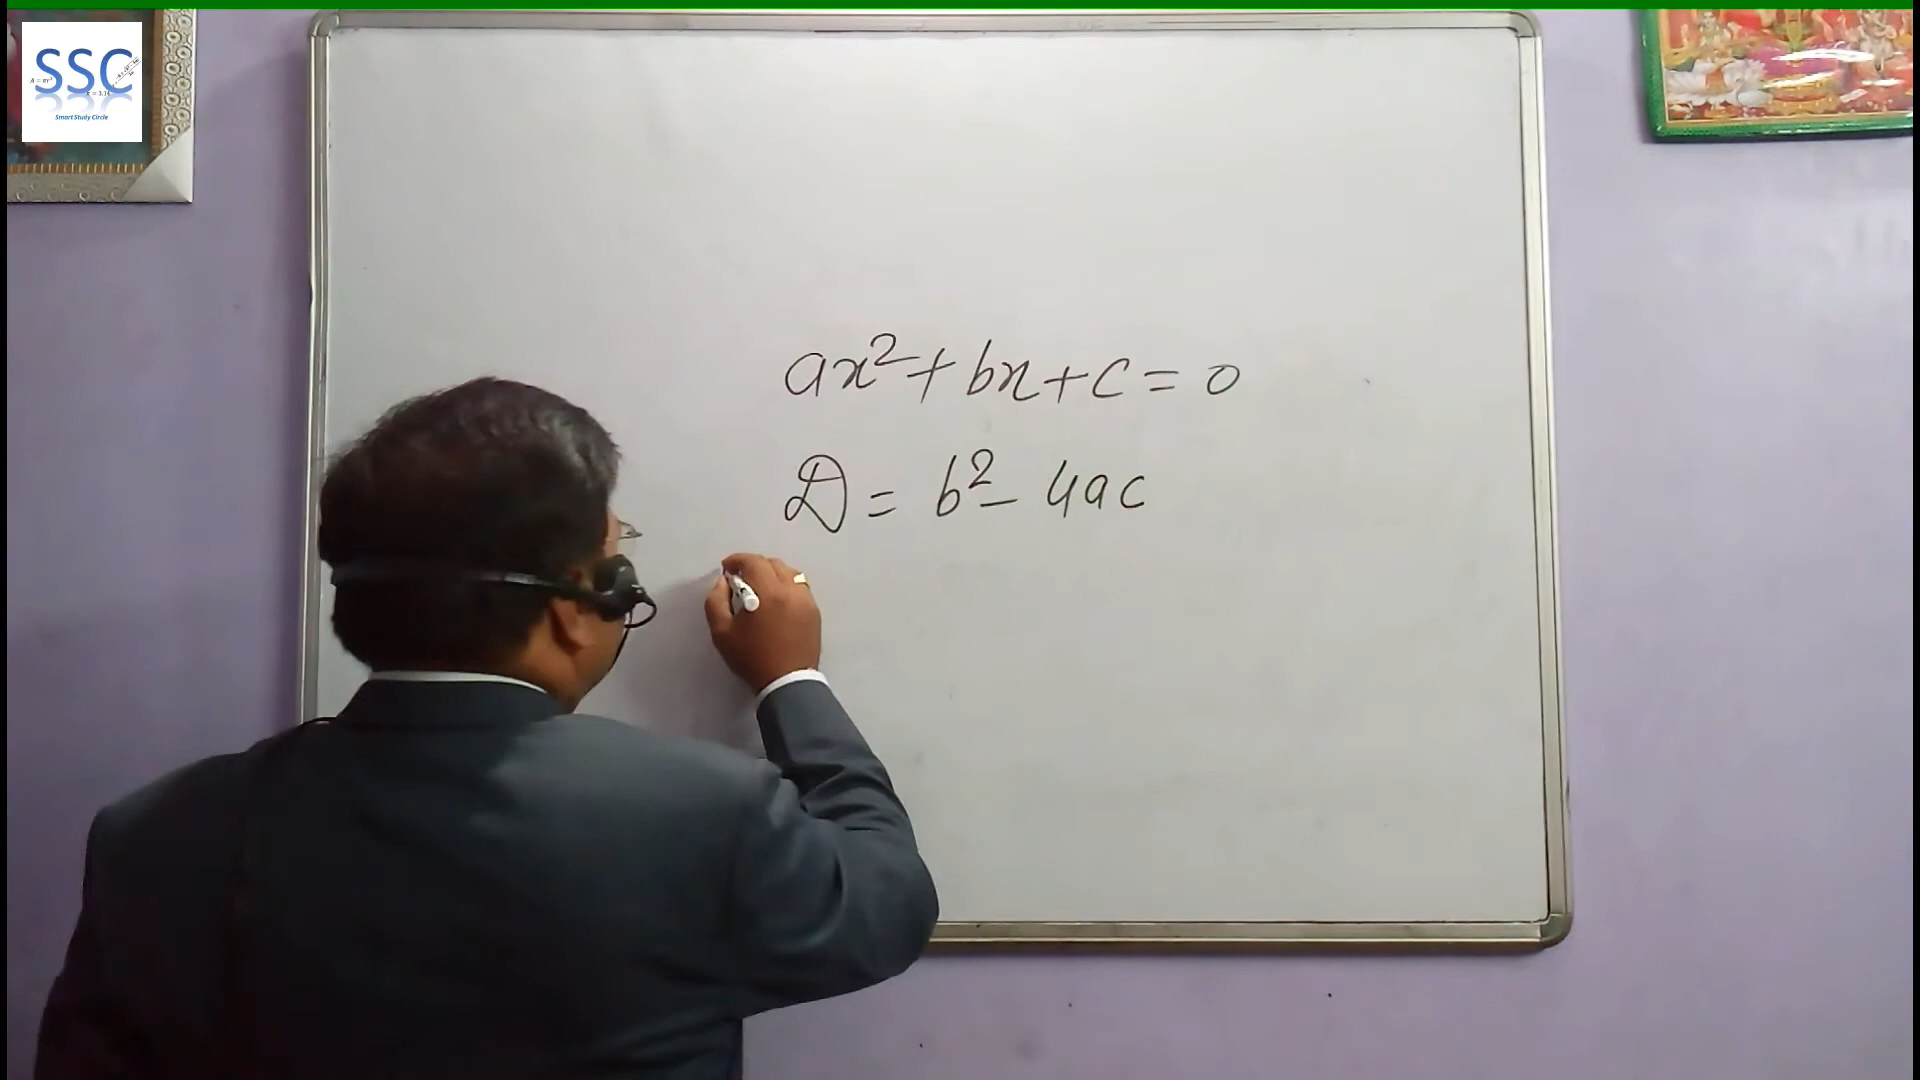 SSC
Smart Study Circle
ax² + bx + c = 0
D = b² - 4ac